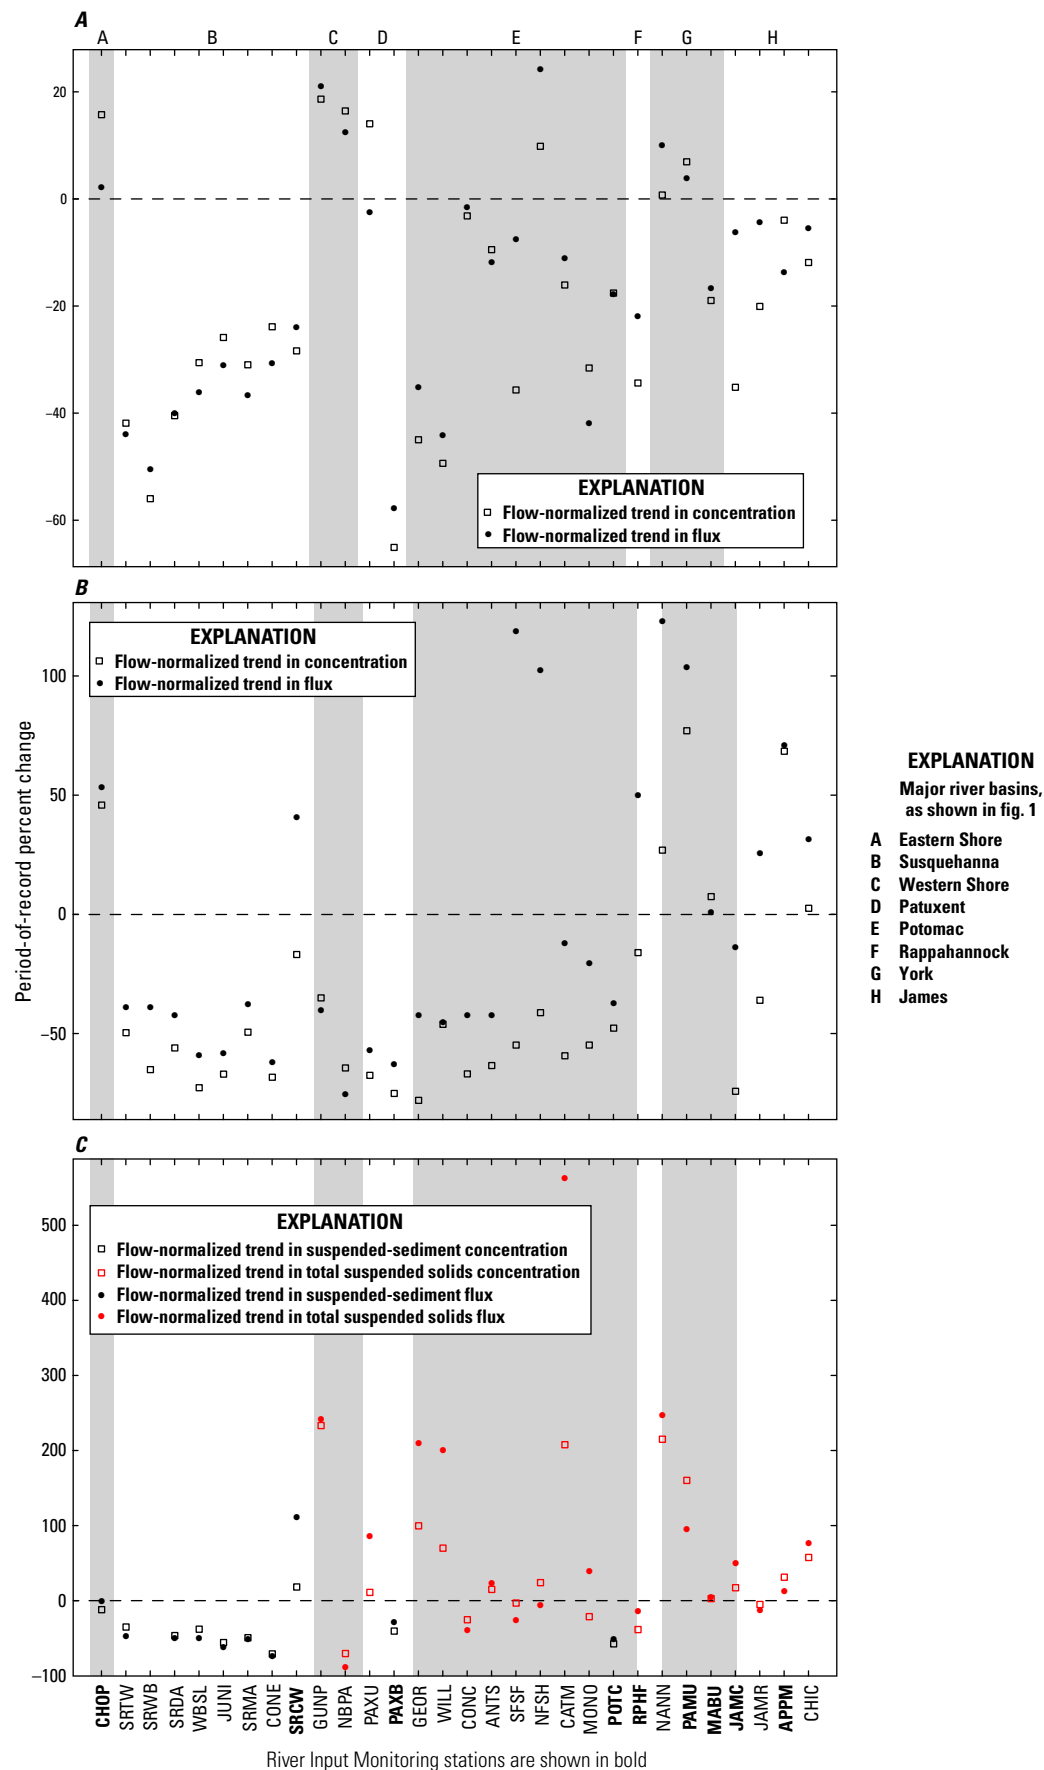 A
A B C D E F G H
20
0
−20
−40
−60
EXPLANATION
Flow-normalized trend in concentration
Flow-normalized trend in flux
B
EXPLANATION
Flow-normalized trend in concentration
Flow-normalized trend in flux
100
50
0
−50
Period-of-record percent change
EXPLANATION
Major river basins,
as shown in fig. 1
A Eastern Shore
B Susquehanna
C Western Shore
D Patuxent
E Potomac
F Rappahannock
G York
H James
C
EXPLANATION
Flow-normalized trend in suspended-sediment concentration
Flow-normalized trend in total suspended solids concentration
Flow-normalized trend in suspended-sediment flux
Flow-normalized trend in total suspended solids flux
500
400
300
200
100
0
−100
CHOP
SRTW
SRWB
SRDA
WBSL
JUNI
SRMA
CONE
SRCW
GUNP
NBPA
PAXU
PAXB
GEOR
WILL
CONC
ANTS
SFSF
NFSH
CATM
MONO
POTC
RPHF
NANN
PAMU
MABU
JAMC
JAMR
APPM
CHIC
River Input Monitoring stations are shown in bold